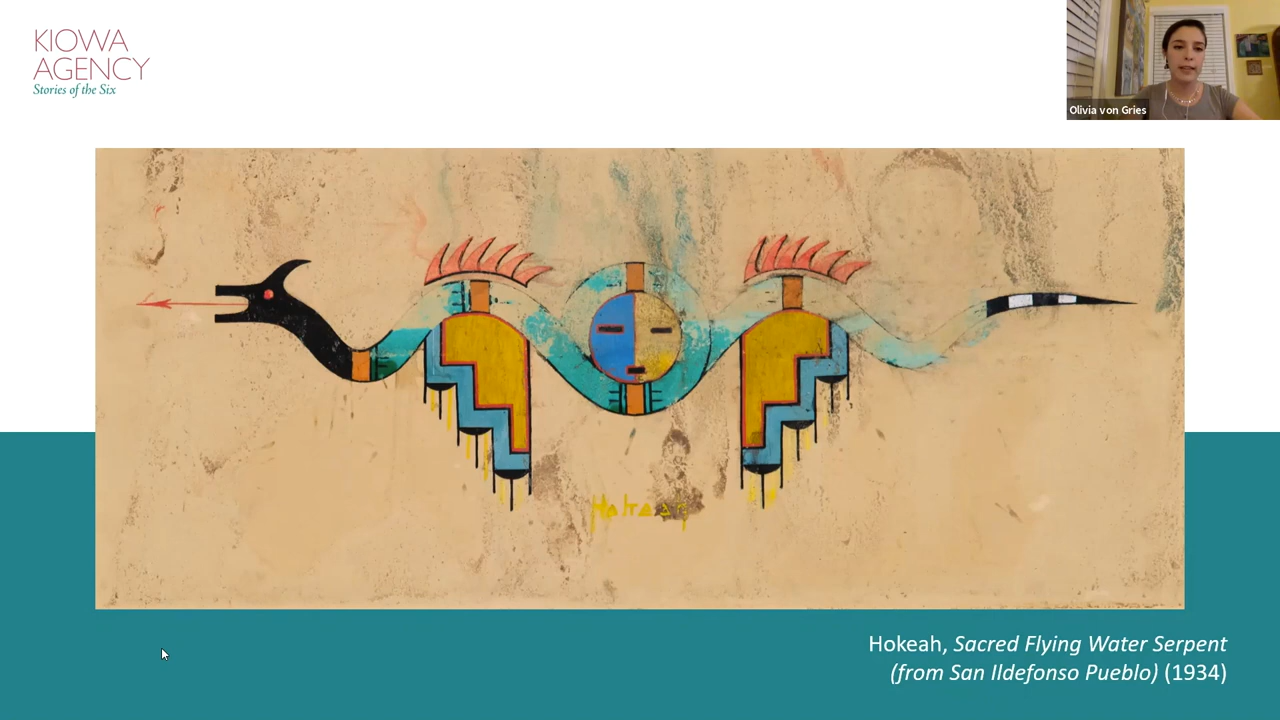 KIOWA
AGENCY
Stories of the Six
Olivia von Gries
Hokeah
Hokeah, Sacred Flying Water Serpent
(from San Ildefonso Pueblo) (1934)